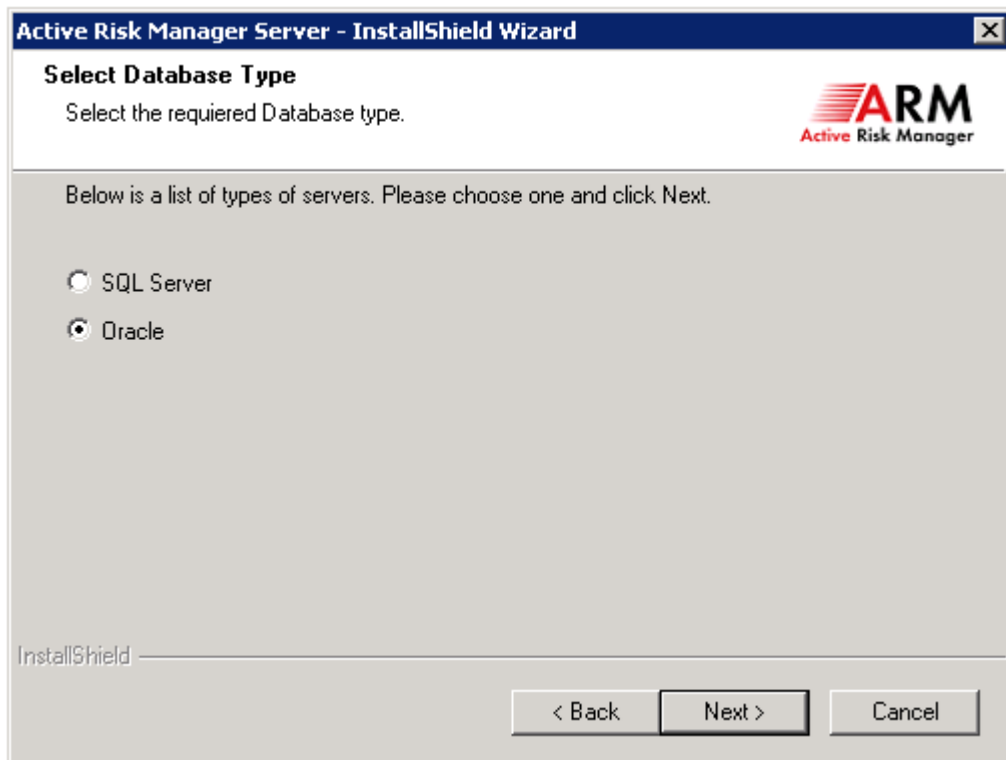 Active Risk Manager Server - InstallShield Wizard
Select Database Type
Select the requiered Database type.
ARM
Active Risk Manager
Below is a list of types of servers. Please choose one and click Next.
SQL Server
Oracle
InstallShield
< Back Next > Cancel